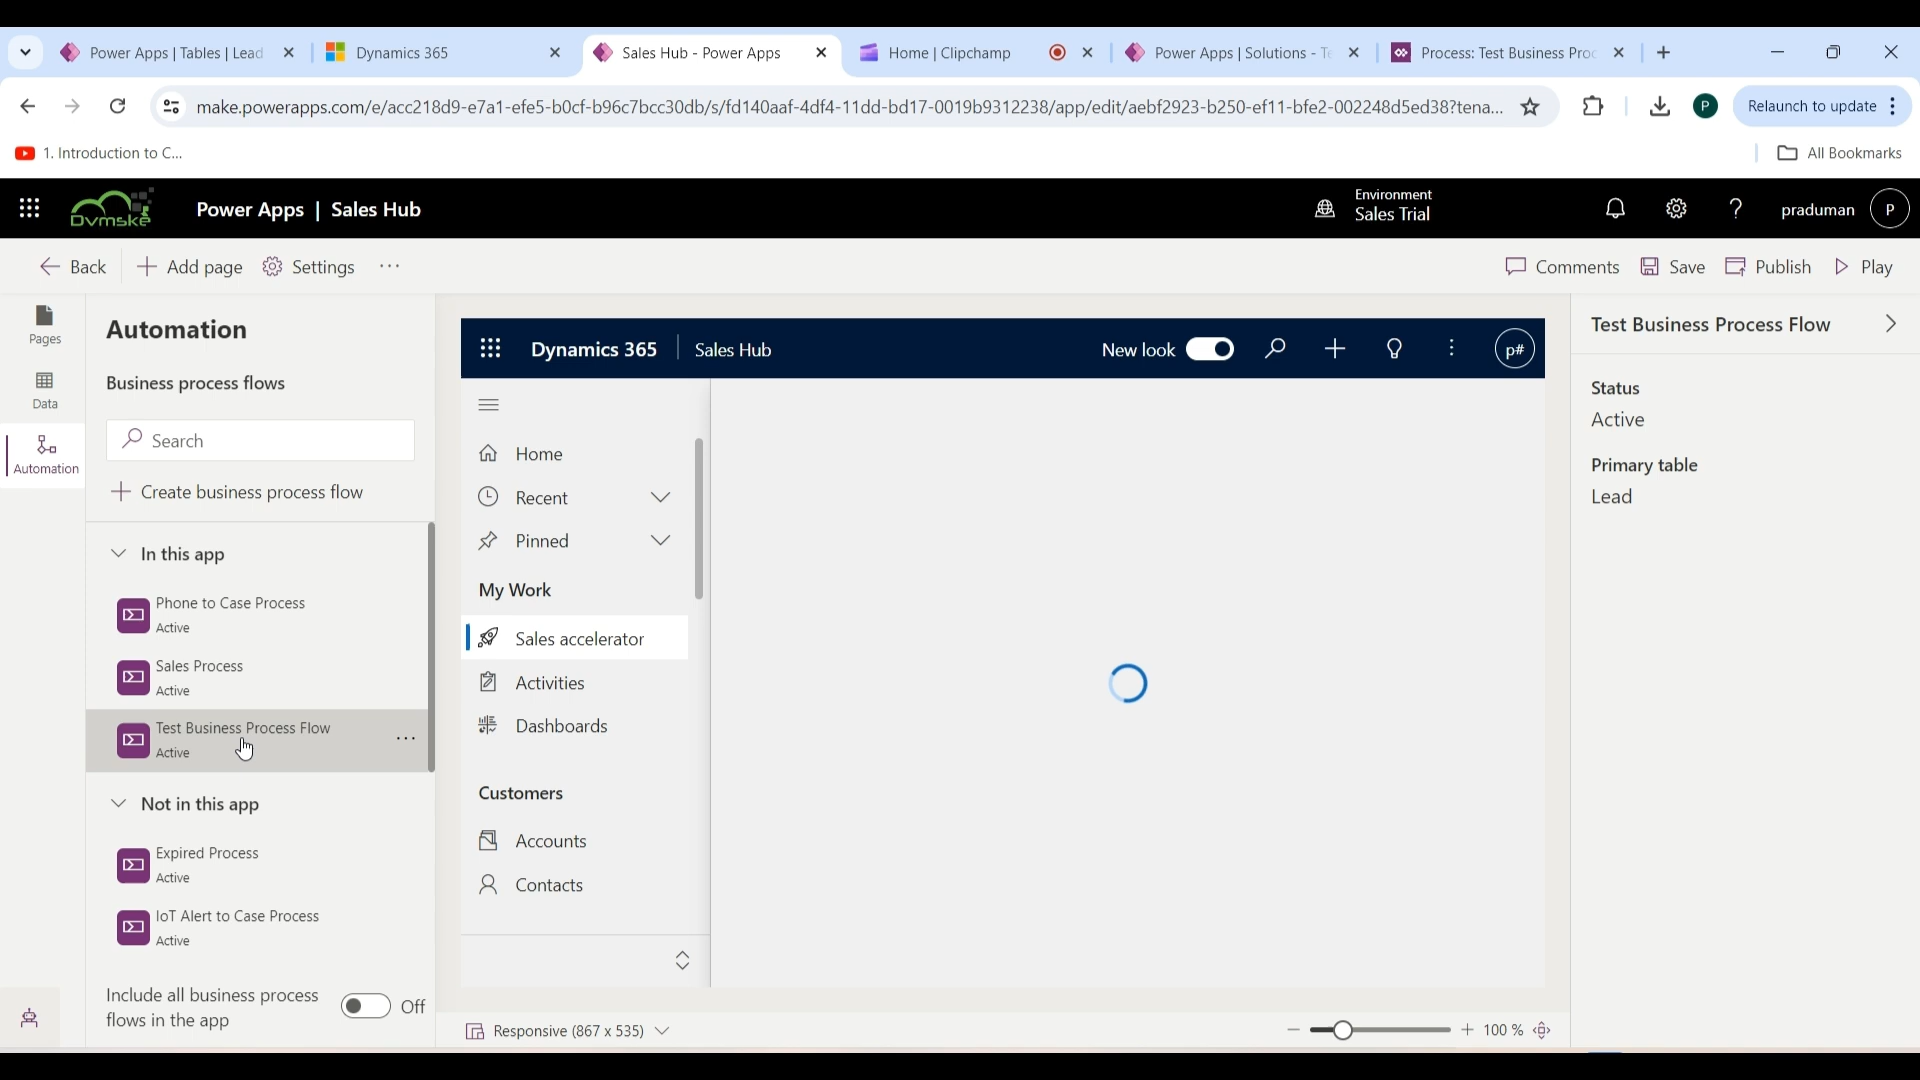 Power Apps | Tables | Lead
Dynamics 365
Sales Hub - Power Apps
Home | Clipchamp
Power Apps | Solutions - Te
Process: Test Business Proc
make.powerapps.com/e/acc218d9-e7a1-efe5-b0cf-b96c7bcc30db/s/fd140aaf-4df4-11dd-bd17-0019b9312238/app/edit/aebf2923-b250-ef11-bfe2-002248d5ed38?tena...
P
Relaunch to update
1. Introduction to C...
All Bookmarks
Dvmske
Power Apps | Sales Hub
Environment
Sales Trial
?
praduman
P
Back
Add page
Settings
Comments
Save
Publish
Play
Pages
Data
Automation
Automation
Business process flows
Search
Create business process flow
In this app
Phone to Case Process
Active
Sales Process
Active
Test Business Process Flow
Active
Not in this app
Expired Process
Active
IoT Alert to Case Process
Active
Include all business process
flows in the app
Off
Dynamics 365
Sales Hub
New look
p#
Home
Recent
Pinned
My Work
Sales accelerator
Activities
Dashboards
Customers
Accounts
Contacts
Responsive (867 x 535)
100 %
Test Business Process Flow
Status
Active
Primary table
Lead